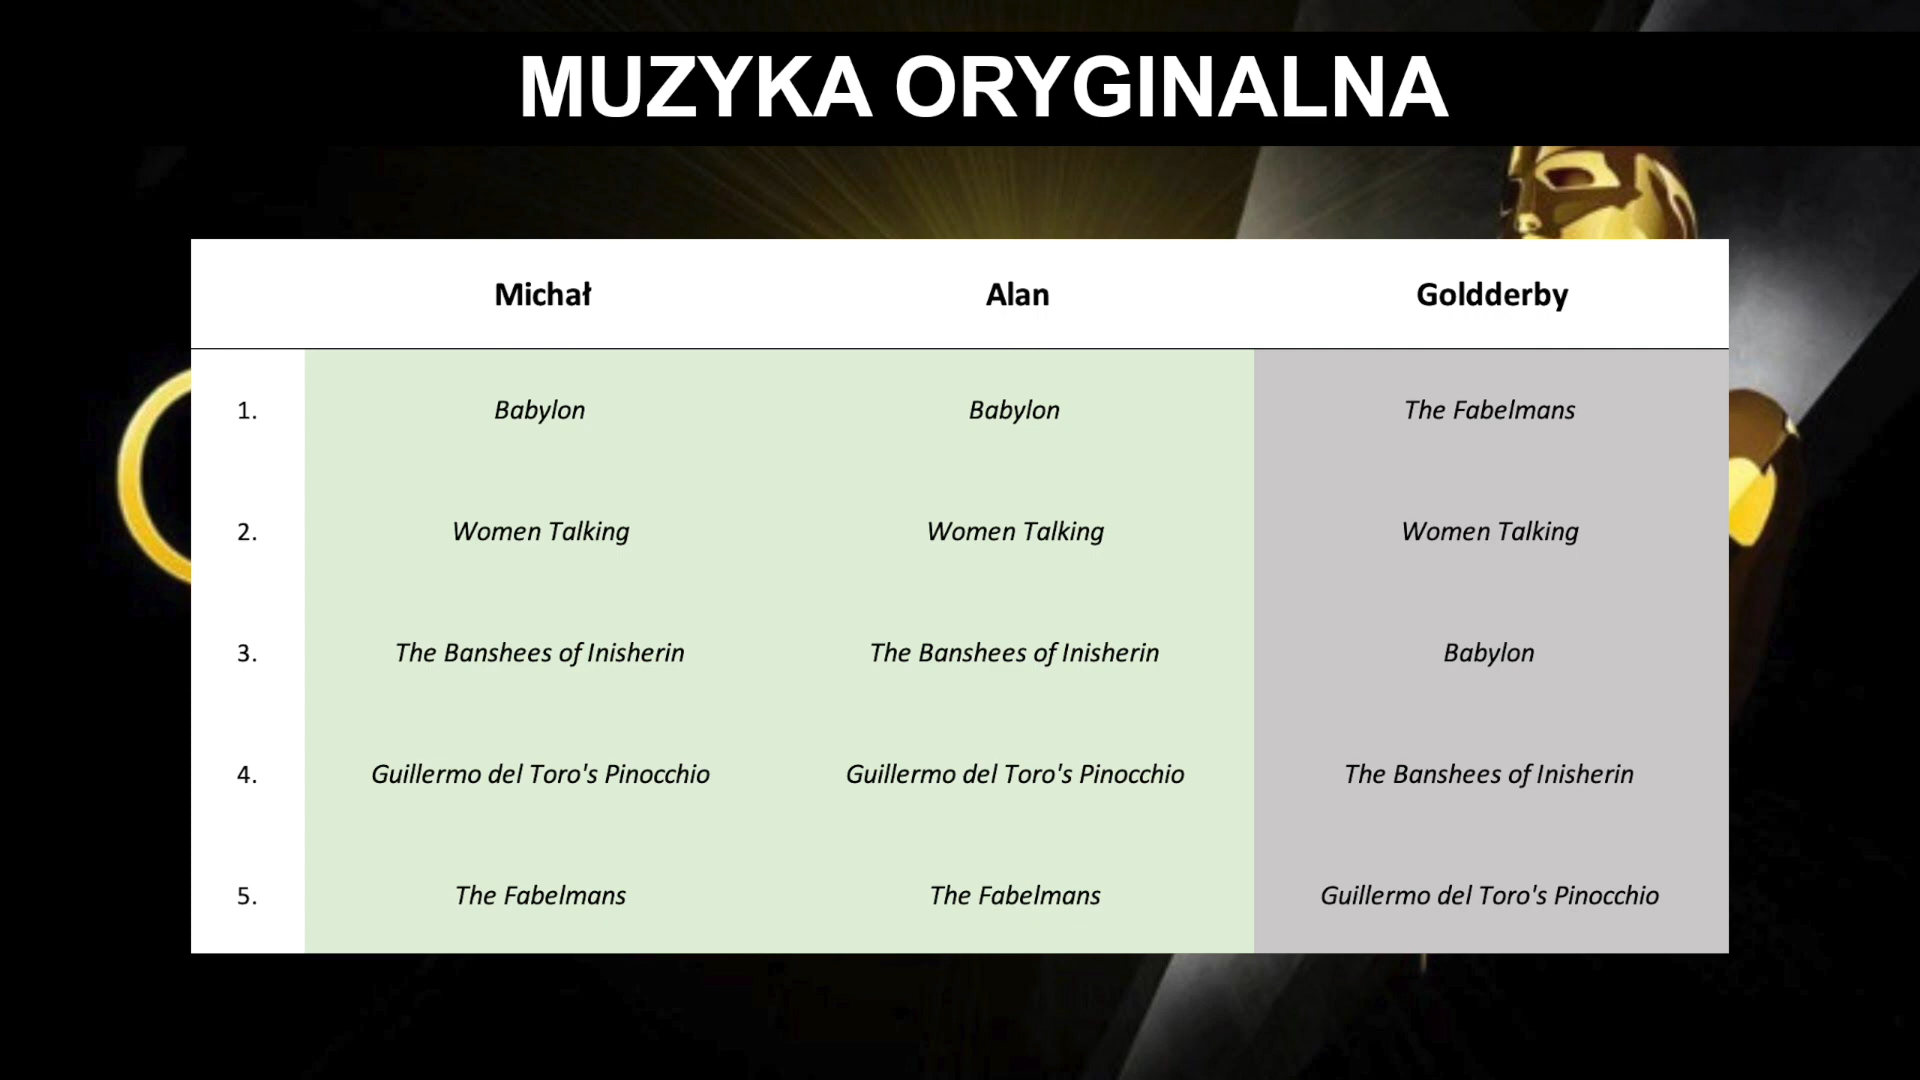 MUZYKA ORYGINALNA
Michał Alan Goldderby
1. Babylon Babylon The Fabelmans
2. Women Talking Women Talking Women Talking
3. The Banshees of Inisherin The Banshees of Inisherin Babylon
4. Guillermo del Toro's Pinocchio Guillermo del Toro's Pinocchio The Banshees of Inisherin
5. The Fabelmans The Fabelmans Guillermo del Toro's Pinocchio